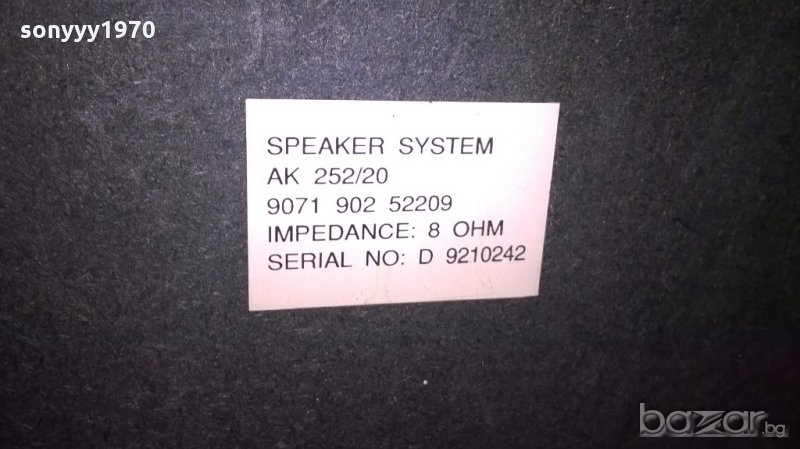 sonyyy1970
SPEAKER SYSTEM
AK 252/20
9071 902 52209
IMPEDANCE: 8 OHM
SERIAL NO: D 9210242
bazar.bg